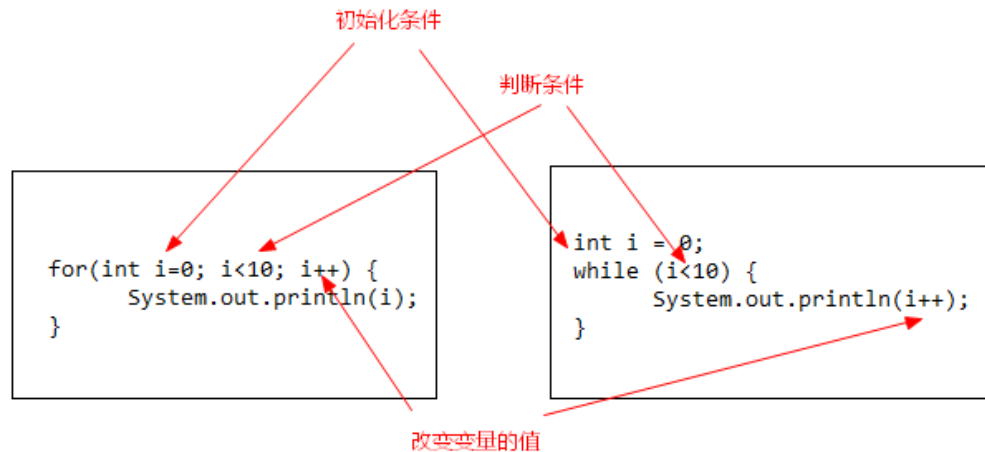 初始化条件
判断条件
for(int i=0; i<10; i++) {
System.out.println(i);
}
int i = 0;
while (i<10) {
System.out.println(i++);
}
改变变量的值